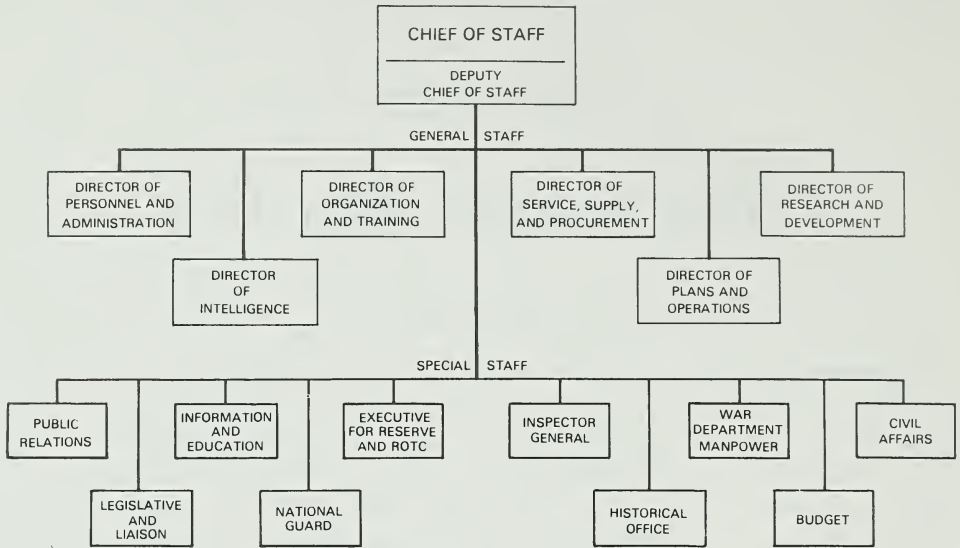 CHIEF OF STAFF
DEPUTY
CHIEF OF STAFF
GENERAL STAFF
DIRECTOR OF
PERSONNEL AND
ADMINISTRATION
DIRECTOR
OF
INTELLIGENCE
DIRECTOR OF
ORGANIZATION
AND TRAINING
DIRECTOR OF
SERVICE, SUPPLY,
AND PROCUREMENT
DIRECTOR OF
PLANS AND
OPERATIONS
DIRECTOR OF
RESEARCH AND
DEVELOPMENT
SPECIAL STAFF
PUBLIC
RELATIONS
LEGISLATIVE
AND
LIAISON
INFORMATION
AND
EDUCATION
NATIONAL
GUARD
EXECUTIVE
FOR RESERVE
AND ROTC
INSPECTOR
GENERAL
HISTORICAL
OFFICE
WAR
DEPARTMENT
MANPOWER
BUDGET
CIVIL
AFFAIRS